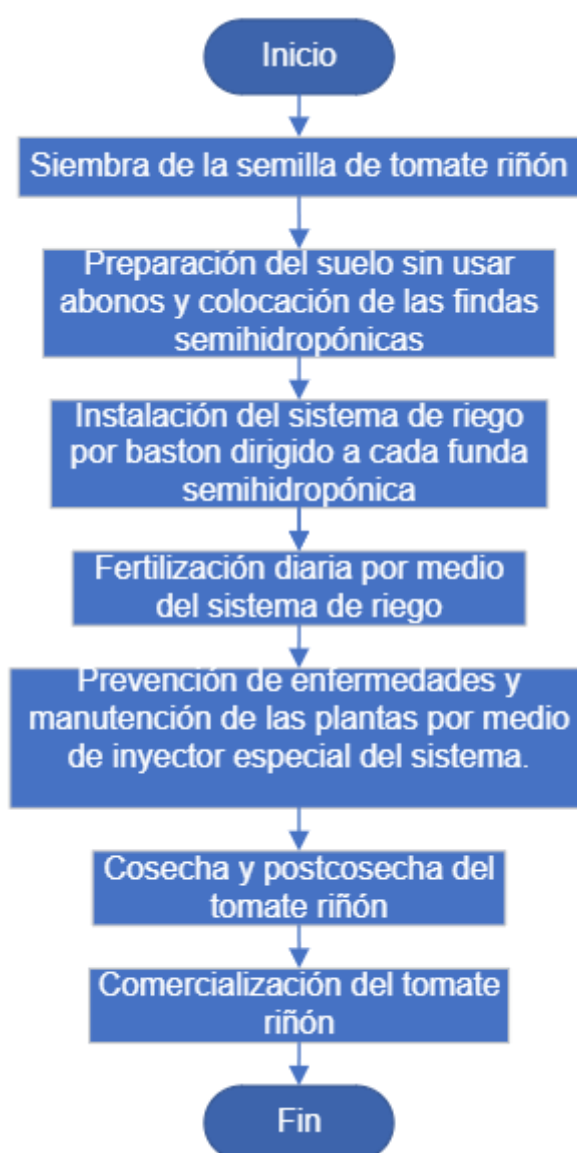 Inicio
Siembra de la semilla de tomate riñón
Preparación del suelo sin usar
abonos y colocación de las findas
semihidropónicas
Instalación del sistema de riego
por baston dirigido a cada funda
semihidropónica
Fertilización diaria por medio
del sistema de riego
Prevención de enfermedades y
manutención de las plantas por medio
de inyector especial del sistema.
Cosecha y postcosecha del
tomate riñón
Comercialización del tomate
riñón
Fin